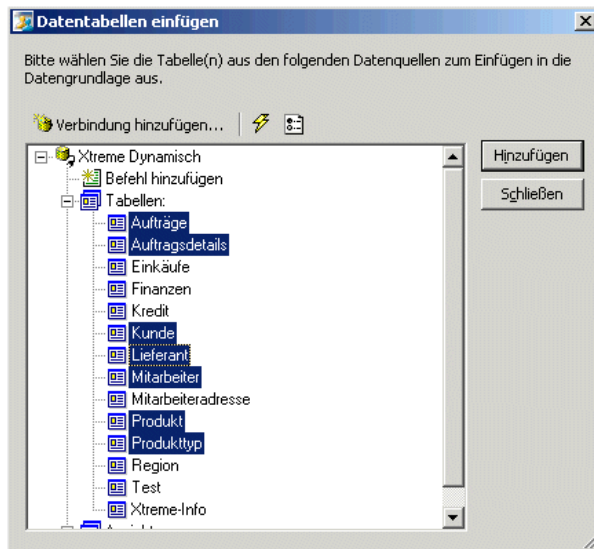 Datentabellen einfügen
Bitte wählen Sie die Tabelle(n) aus den folgenden Datenquellen zum Einfügen in die
Datengrundlage aus.
Verbindung hinzufügen...
Hinzufügen
Schließen
Xtreme Dynamisch
Befehl hinzufügen
Tabellen:
Aufträge
Auftragsdetails
Einkäufe
Finanzen
Kredit
Kunde
Lieferant
Mitarbeiter
Mitarbeiteradresse
Produkt
Produkttyp
Region
Test
Xtreme-Info